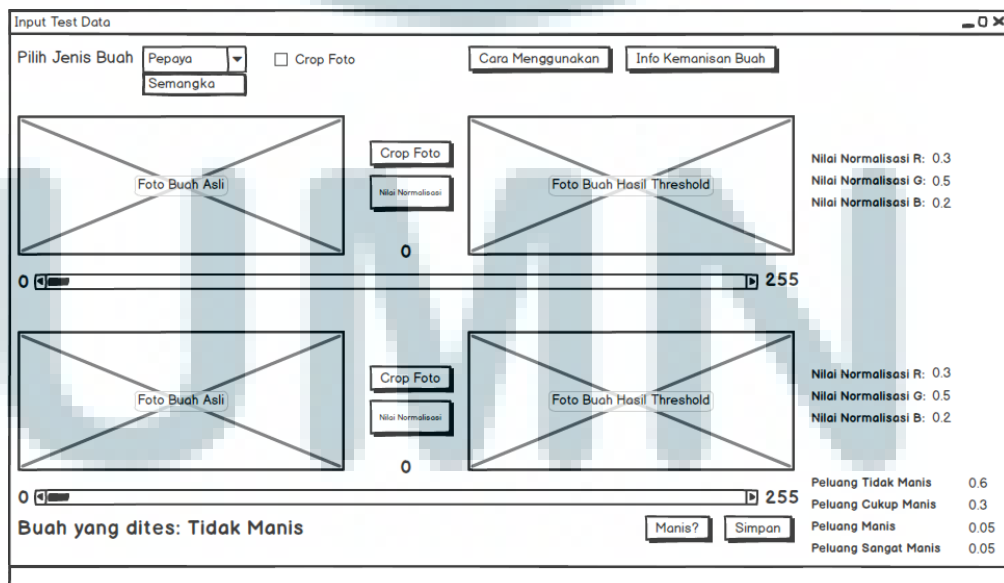 Input Test Data
Pilih Jenis Buah Pepaya Crop Foto Cara Menggunakan Info Kemanisan Buah
Semangka
Crop Foto
Nilai Normalisasi R: 0.3
Foto Buah Asli Nilai Normalisasi Foto Buah Hasil Threshold Nilai Normalisasi G: 0.5
Nilai Normalisasi B: 0.2
0
0 255
Crop Foto Nilai Normalisasi R: 0.3
Foto Buah Asli Nilai Normalisasi Foto Buah Hasil Threshold Nilai Normalisasi G: 0.5
Nilai Normalisasi B: 0.2
0
Peluang Tidak Manis 0.6
0 255
Peluang Cukup Manis 0.3
Buah yang dites: Tidak Manis Manis? Simpan Peluang Manis 0.05
Peluang Sangat Manis 0.05
UMN